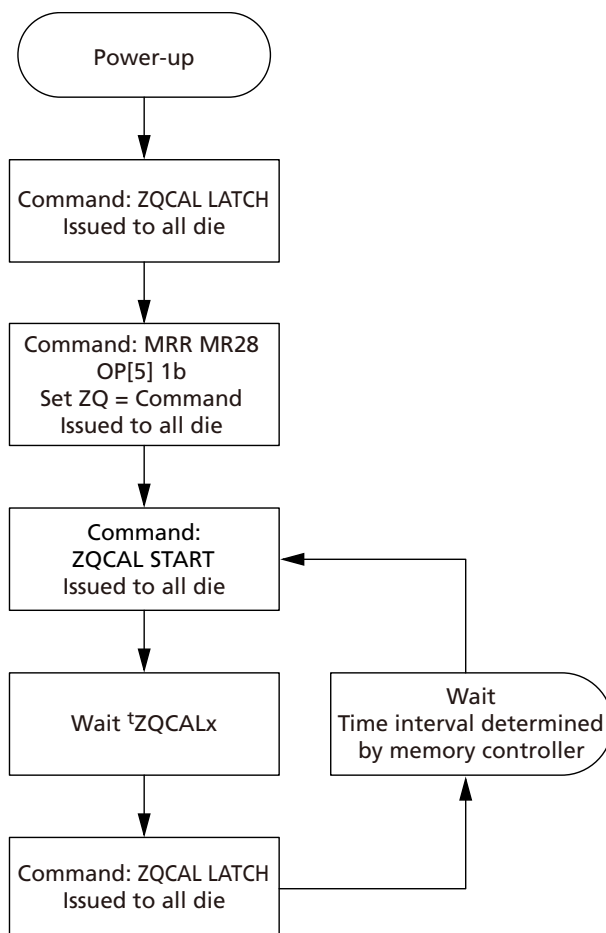 Power-up
Command: ZQCAL LATCH
Issued to all die
Command: MRR MR28
OP[5] 1b
Set ZQ = Command
Issued to all die
Command:
ZQCAL START
Issued to all die
Wait tZQCALx
Wait
Time interval determined
by memory controller
Command: ZQCAL LATCH
Issued to all die